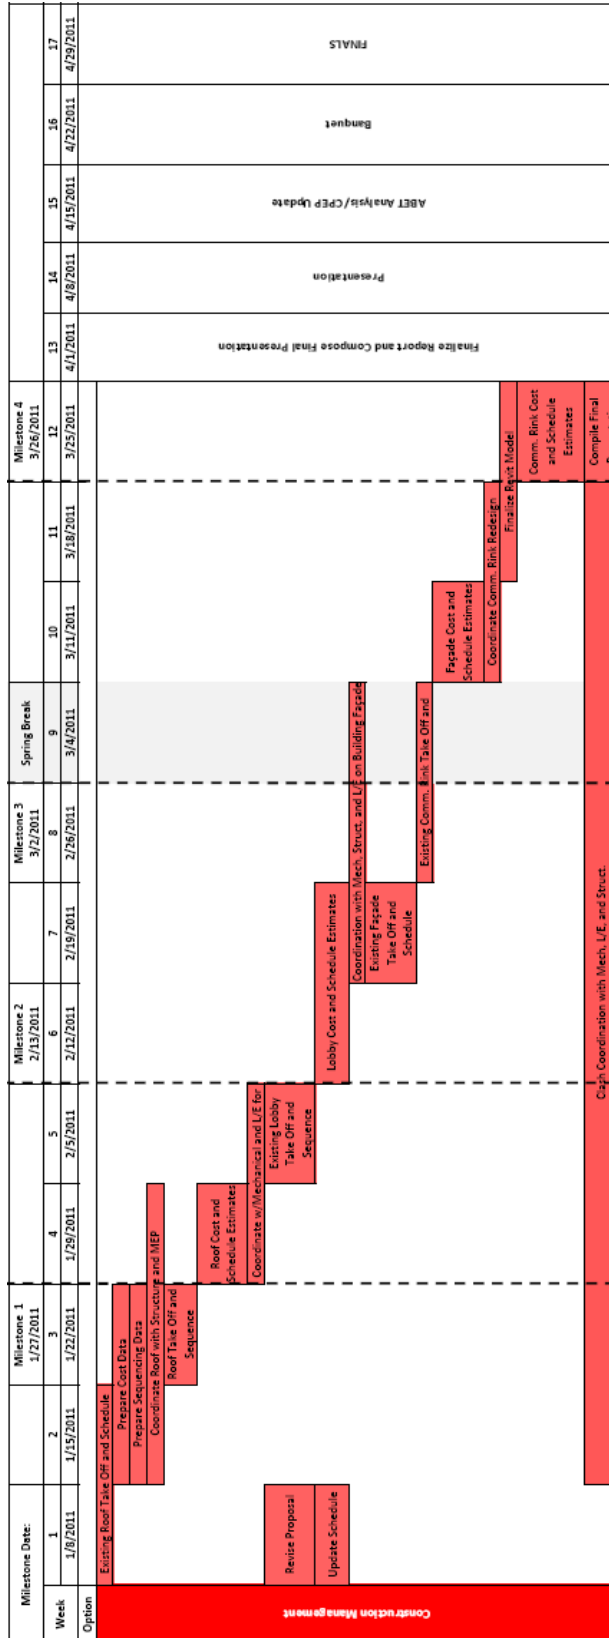 Milestone Date:
Milestone 1
1/27/2011
Milestone 2
2/13/2011
Milestone 3
3/2/2011
Spring Break
Milestone 4
3/26/2011
Week
1
2
3
4
5
6
7
8
9
10
11
12
13
14
15
16
17
1/8/2011
1/15/2011
1/22/2011
1/29/2011
2/5/2011
2/12/2011
2/19/2011
2/26/2011
3/4/2011
3/11/2011
3/18/2011
3/25/2011
4/1/2011
4/8/2011
4/15/2011
4/22/2011
4/29/2011
Option
Construction Management
Existing Roof Take Off and Schedule
Prepare Cost Data
Prepare Sequencing Data
Coordinate Roof with Structure and MEP
Roof Take Off and
Sequence
Roof Cost and
Schedule Estimates
Coordinate w/Mechanical and L/E for
Revise Proposal
Existing Lobby
Take Off and
Sequence
Update Schedule
Lobby Cost and Schedule Estimates
Coordination with Mech, Struct, and L/E on Building Façade
Existing Façade
Take Off and
Schedule
Existing Comm. Rink Take Off and
Façade Cost and
Schedule Estimates
Coordinate Comm. Rink Redesign
Finalize Revit Model
Comm. Rink Cost
and Schedule
Estimates
Clash Coordination with Mech, L/E, and Struct.
Compile Final
Finalize Report and Compose Final Presentation
Presentation
ABET Analysis/CPEP Update
Banquet
FINALS